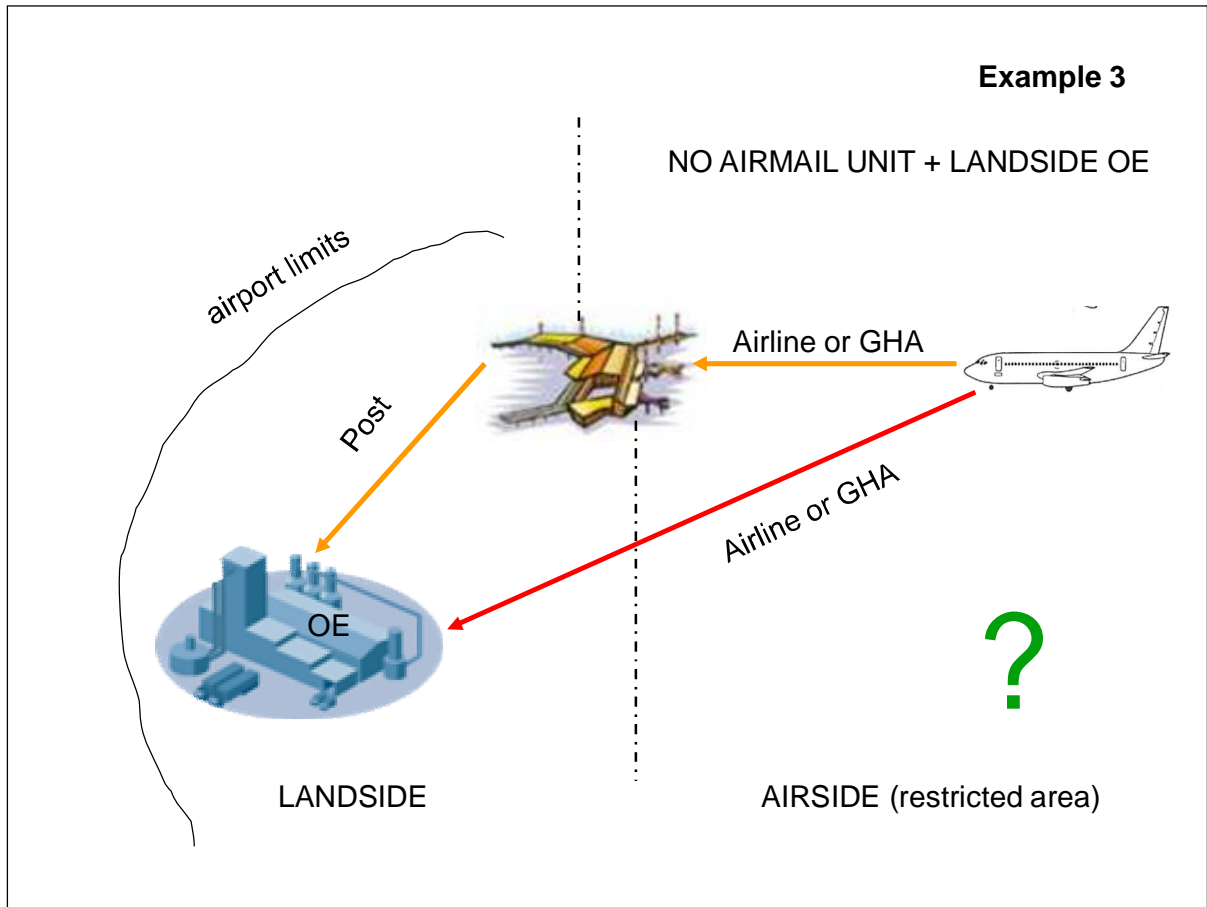 Example 3
NO AIRMAIL UNIT + LANDSIDE OE
airport limits
Airline or GHA
Post
Airline or GHA
OE
?
LANDSIDE
AIRSIDE (restricted area)